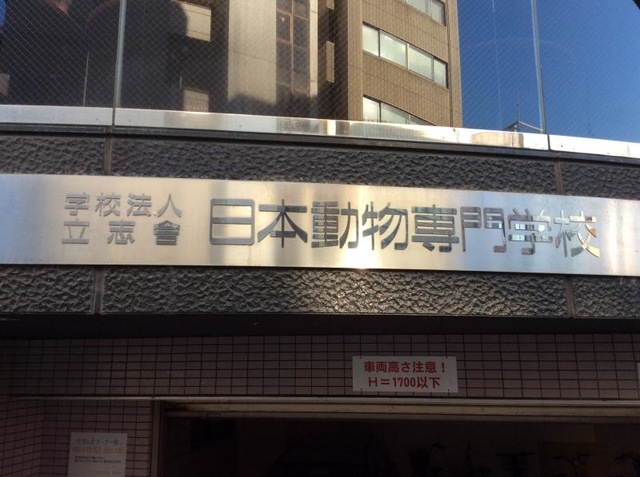 学校法人
立志舎
日本動物専門学校
車両高さ注意！
H＝1700以下